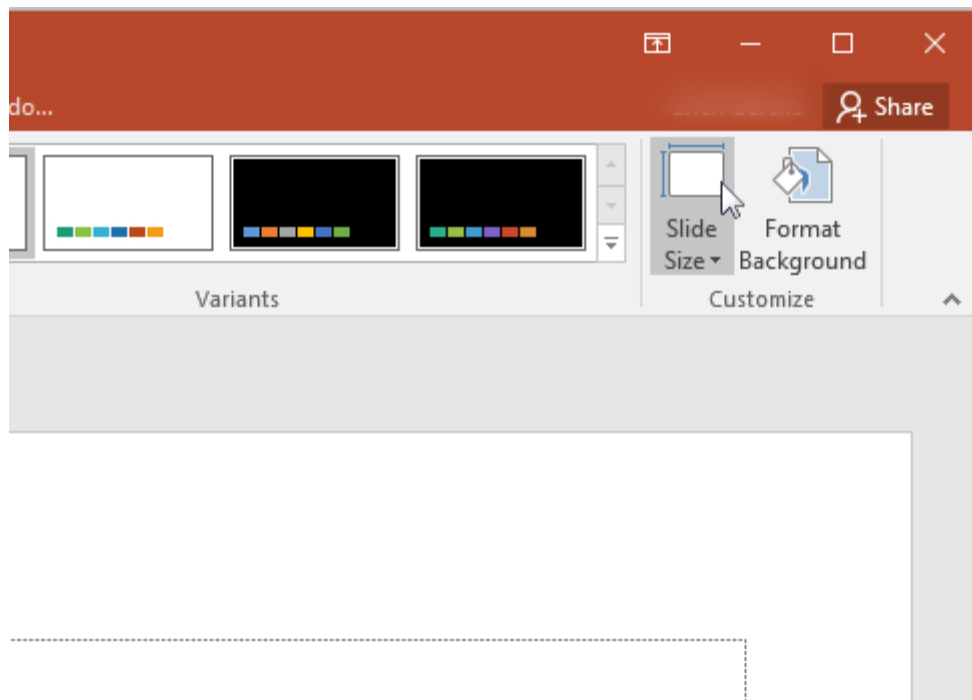 do...
Share
Slide
Size
Format
Background
Variants
Customize